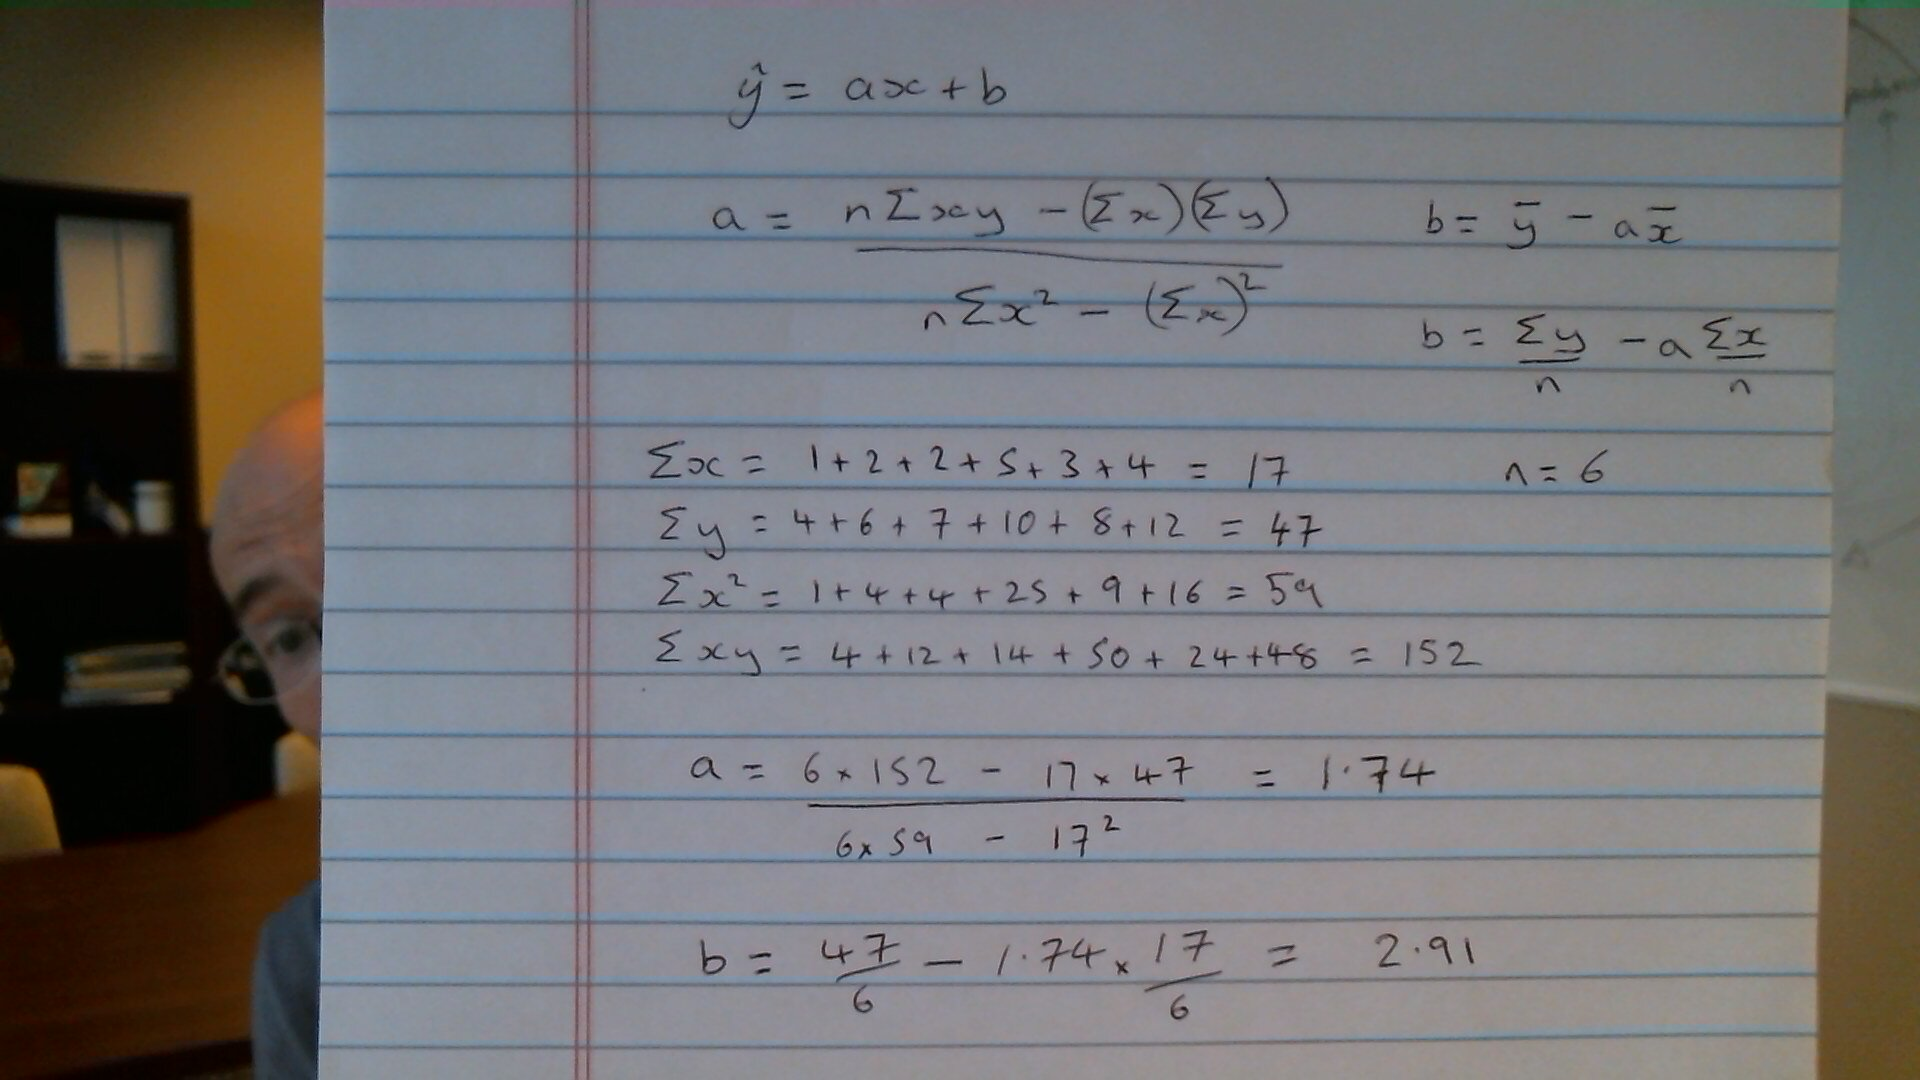 ŷ = ax + b
a = (nΣxy - (Σx)(Σy)) / (nΣx² - (Σx)²)
b = ȳ - ax̄
b = Σy/n - a Σx/n
Σx = 1+2+2+5+3+4 = 17
n = 6
Σy = 4+6+7+10+8+12 = 47
Σx² = 1+4+4+25+9+16 = 59
Σxy = 4+12+14+50+24+48 = 152
a = (6×152 - 17×47) / (6×59 - 17²) = 1·74
b = 47/6 - 1·74 × 17/6 = 2·91